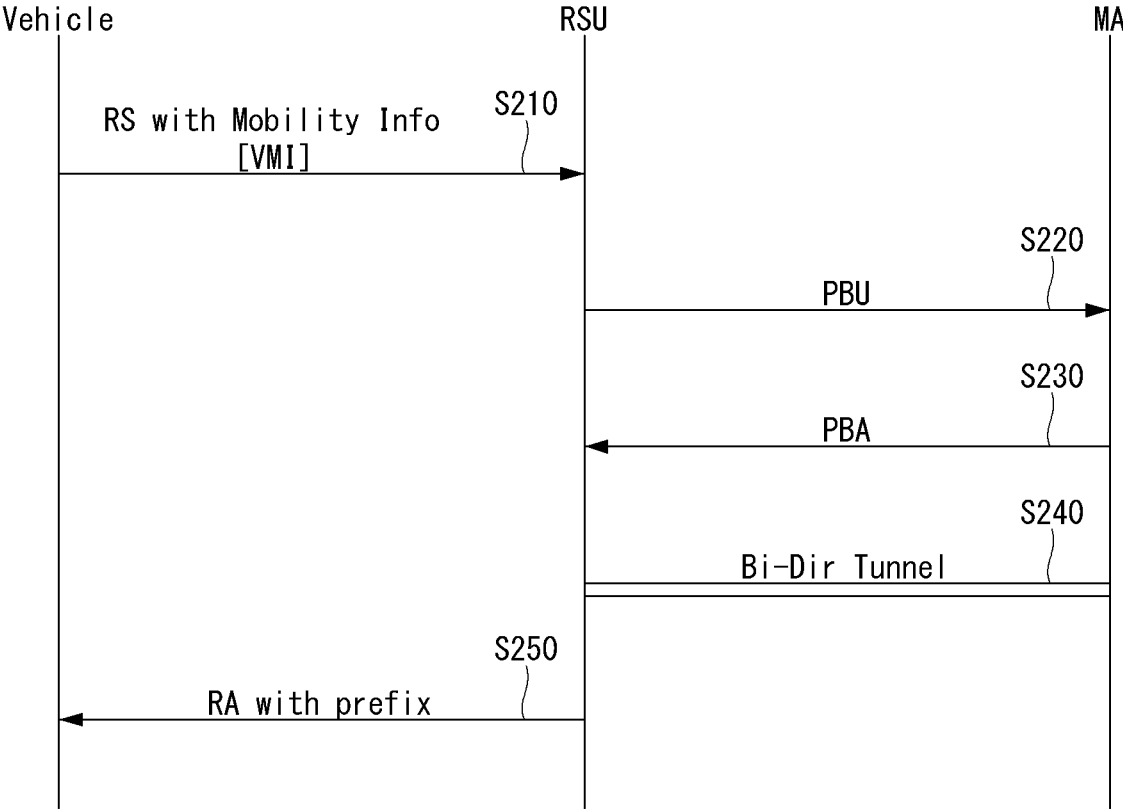 Vehicle
RSU
MA
RS with Mobility Info
[VMI]
S210
S220
PBU
S230
PBA
S240
Bi-Dir Tunnel
S250
RA with prefix